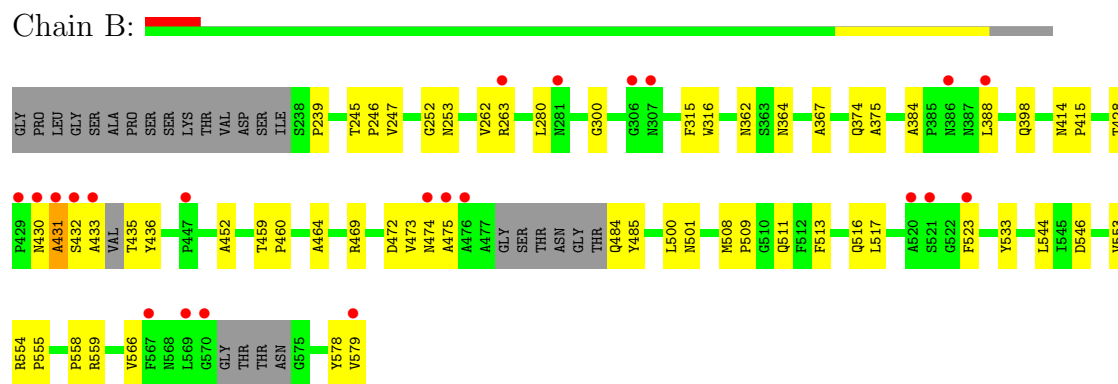 Chain B:
GLY PRO LEU GLY SER ALA PRO SER SER LYS THR VAL ASP SER ILE S238 P239 T245 P246 V247 G252 N253 V262 R263 L280 N281 G300 G306 N307 F315 W316 N362 S363 N364 A367 Q374 A375 A384 P385 N386 N387 L388 Q398 N414 P415
P429 N430 A431 S432 A433 VAL T435 Y436 P447 A452 T459 P460 A464 R469 D472 V473 N474 A475 A476 A477 GLY SER THR ASN GLY THR Q484 Y485 L500 N501 M508 P509 G510 Q511 F512 F513 Q516 L517 A520 S521 G522 F523 Y533 L544 I545 D546
R554 P555 P558 R559 V566 F567 N568 L569 G570 GLY THR THR ASN G575 Y578 V579